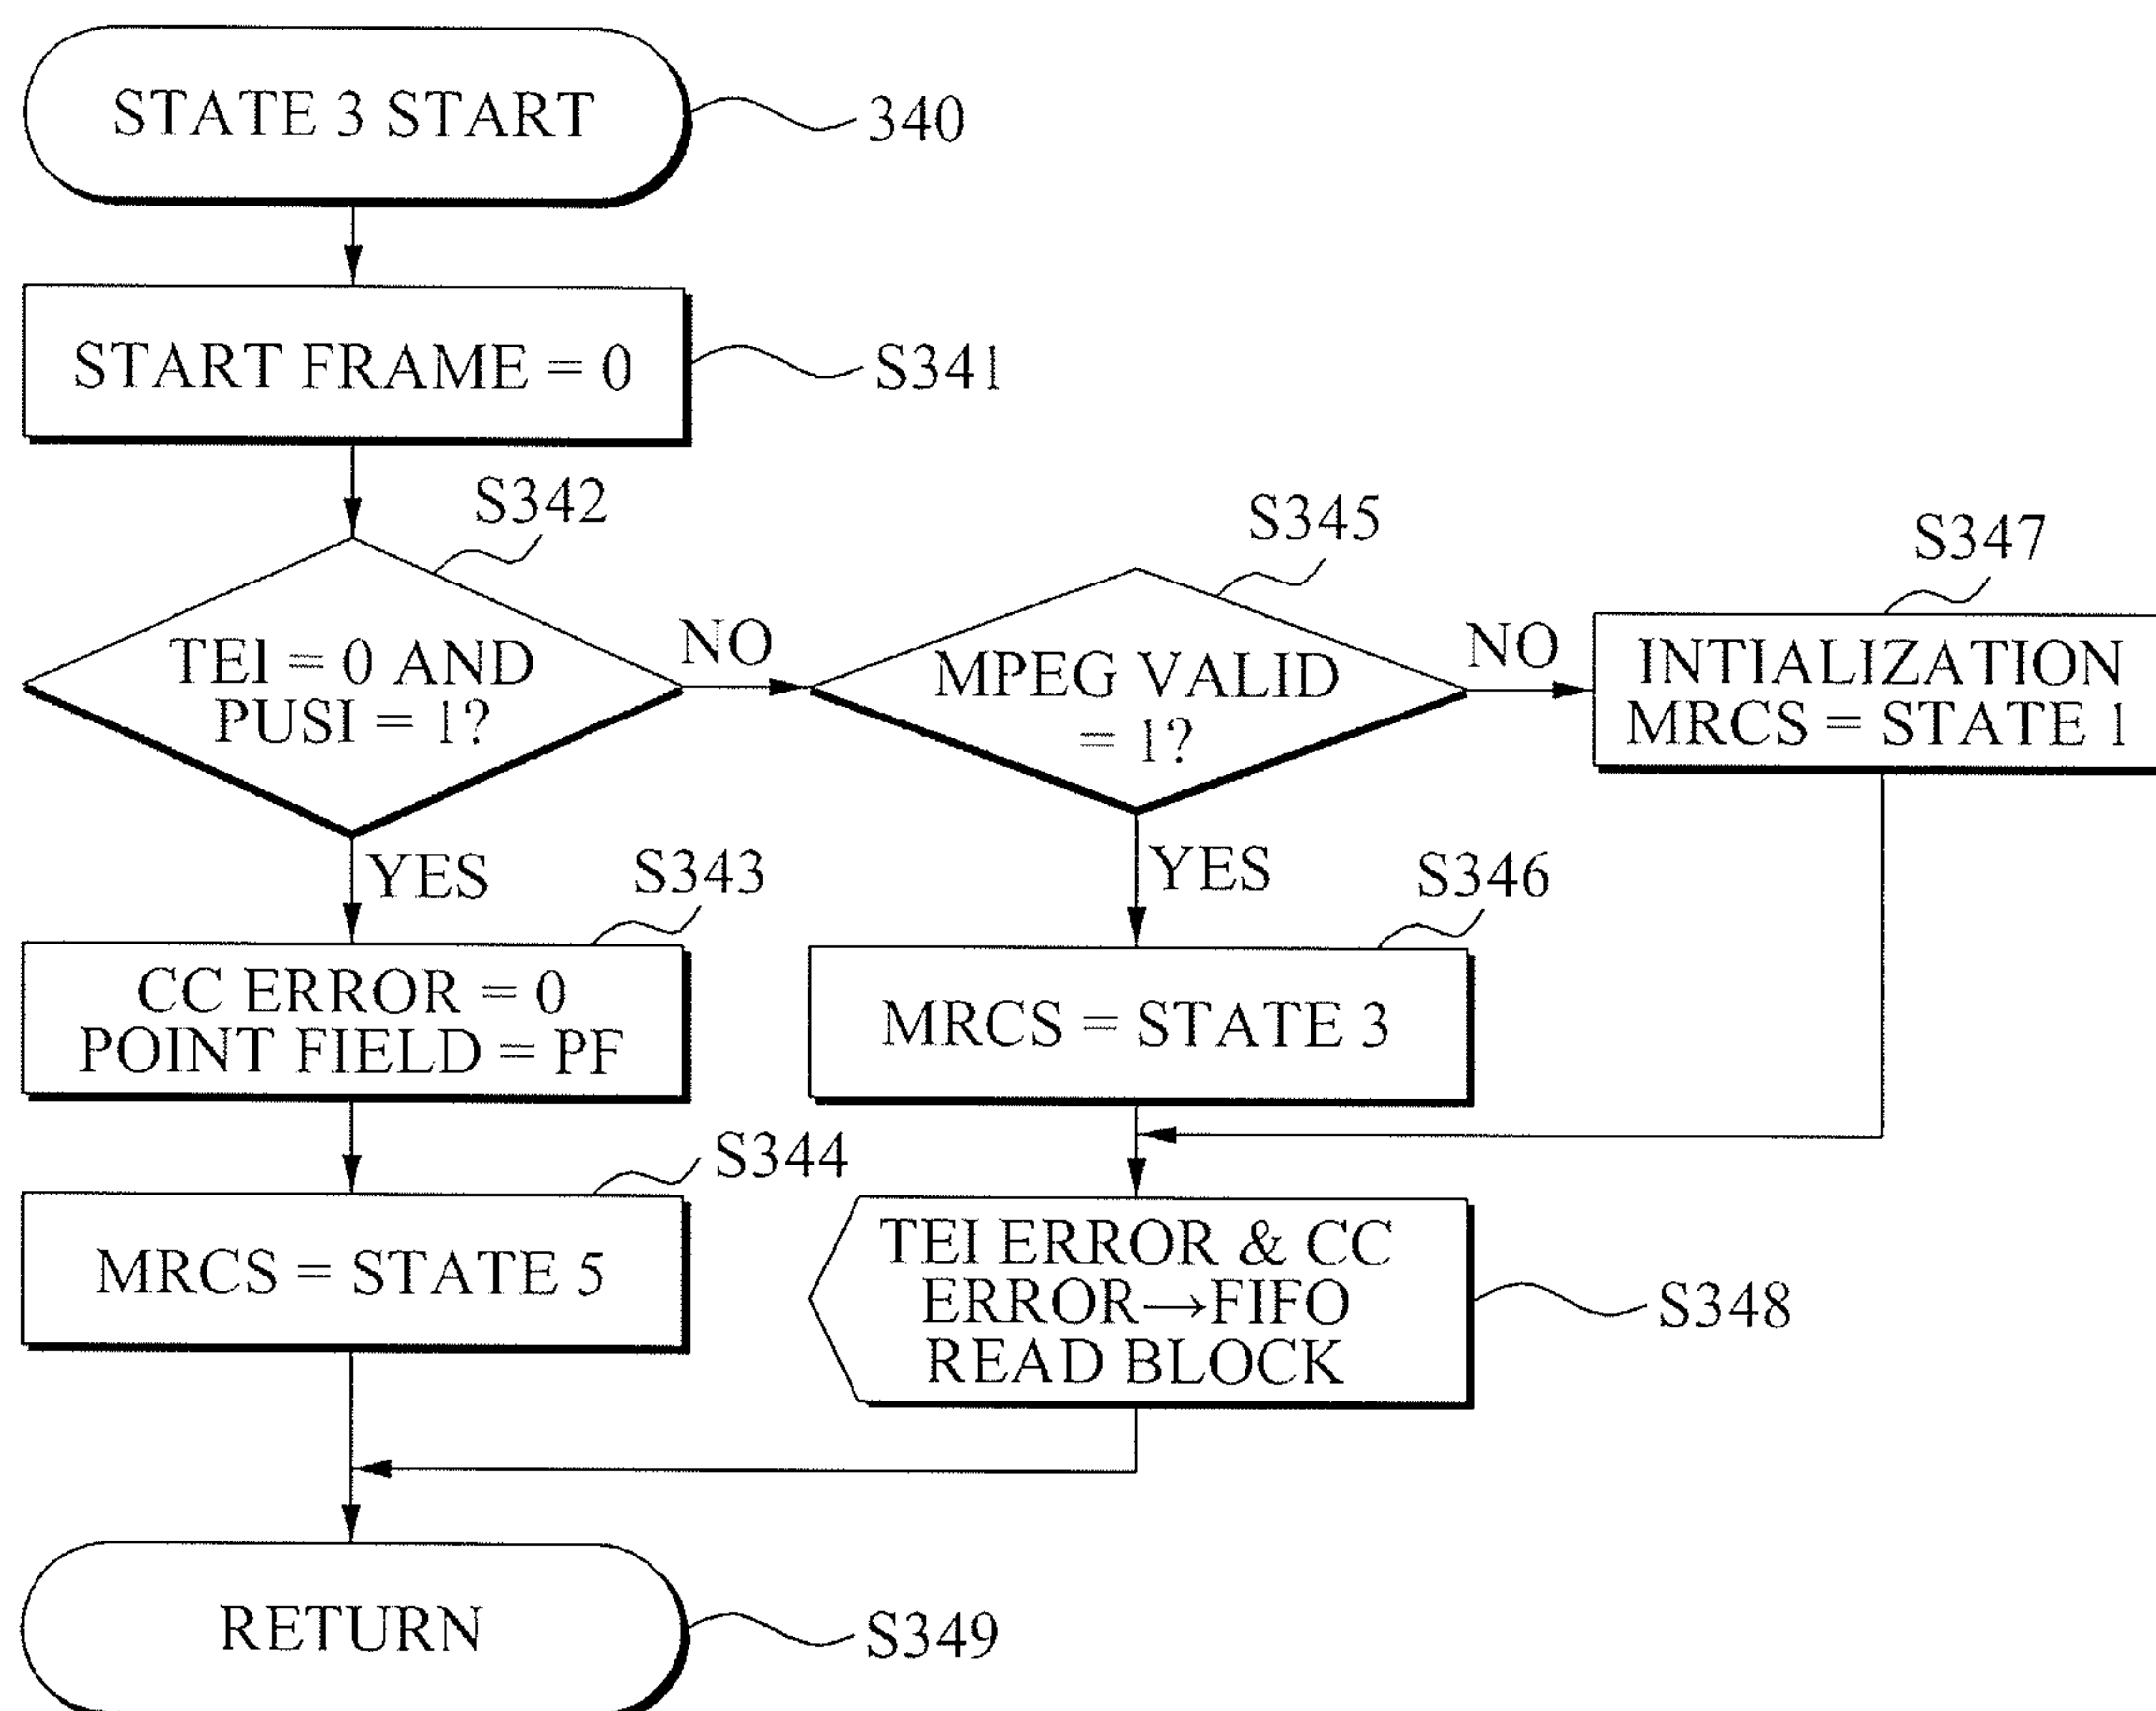 STATE 3 START
340
START FRAME = 0
S341
S342
TEI = 0 AND
PUSI = 1?
NO
YES
S345
MPEG VALID
= 1?
NO
YES
S347
INTIALIZATION
MRCS = STATE 1
S343
CC ERROR = 0
POINT FIELD = PF
S346
MRCS = STATE 3
S344
MRCS = STATE 5
TEI ERROR & CC
ERROR→FIFO
READ BLOCK
S348
RETURN
S349